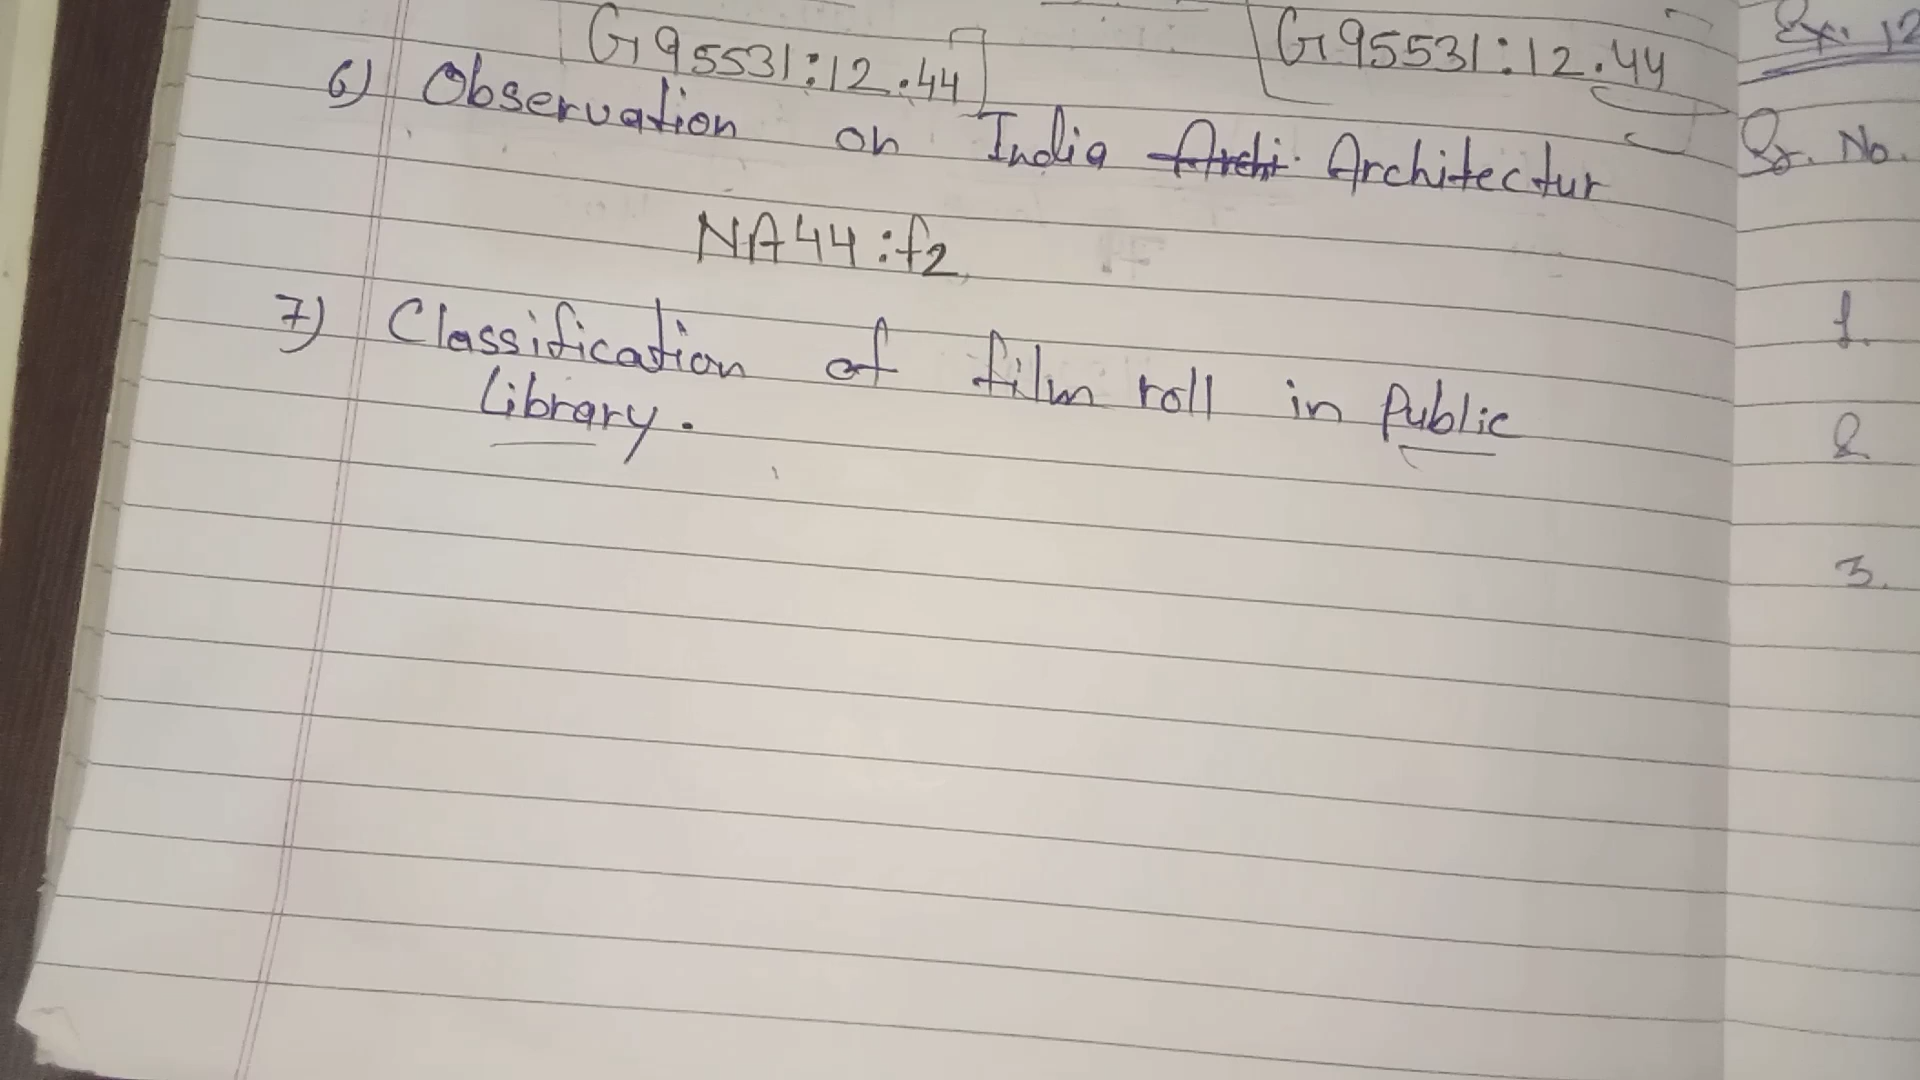 G95531:12.44 G95531:12.44
6) Observation on India Archi. Architectur
NA44:f2
7) Classification of film roll in Public
Library.
Ex. 12
Sr. No.
1.
2
3.